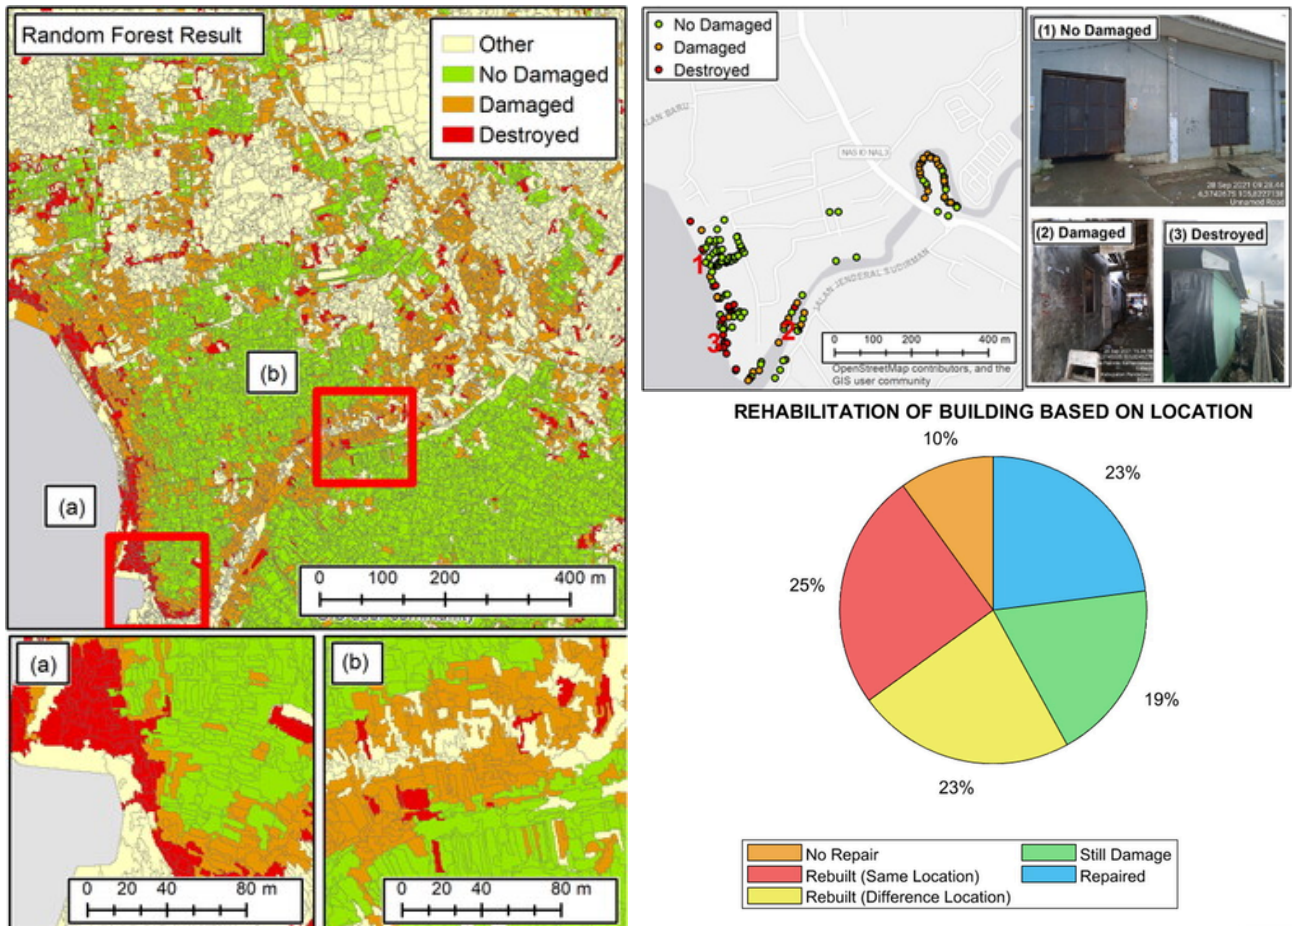 Random Forest Result
Other
No Damaged
Damaged
Destroyed
(b)
(a)
0 100 200 400 m
(a)
0 20 40 80 m
(b)
0 20 40 80 m
No Damaged
Damaged
Destroyed
JALAN BARU
JALAN JENDERAL SUDIRMAN
1
2
3
0 100 200 400 m
OpenStreetMap contributors, and the
GIS user community
(1) No Damaged
28 Sep 2021 09:28:44
Unnamed Road
(2) Damaged
(3) Destroyed
REHABILITATION OF BUILDING BASED ON LOCATION
10%
23%
25%
19%
23%
No Repair
Rebuilt (Same Location)
Rebuilt (Difference Location)
Still Damage
Repaired